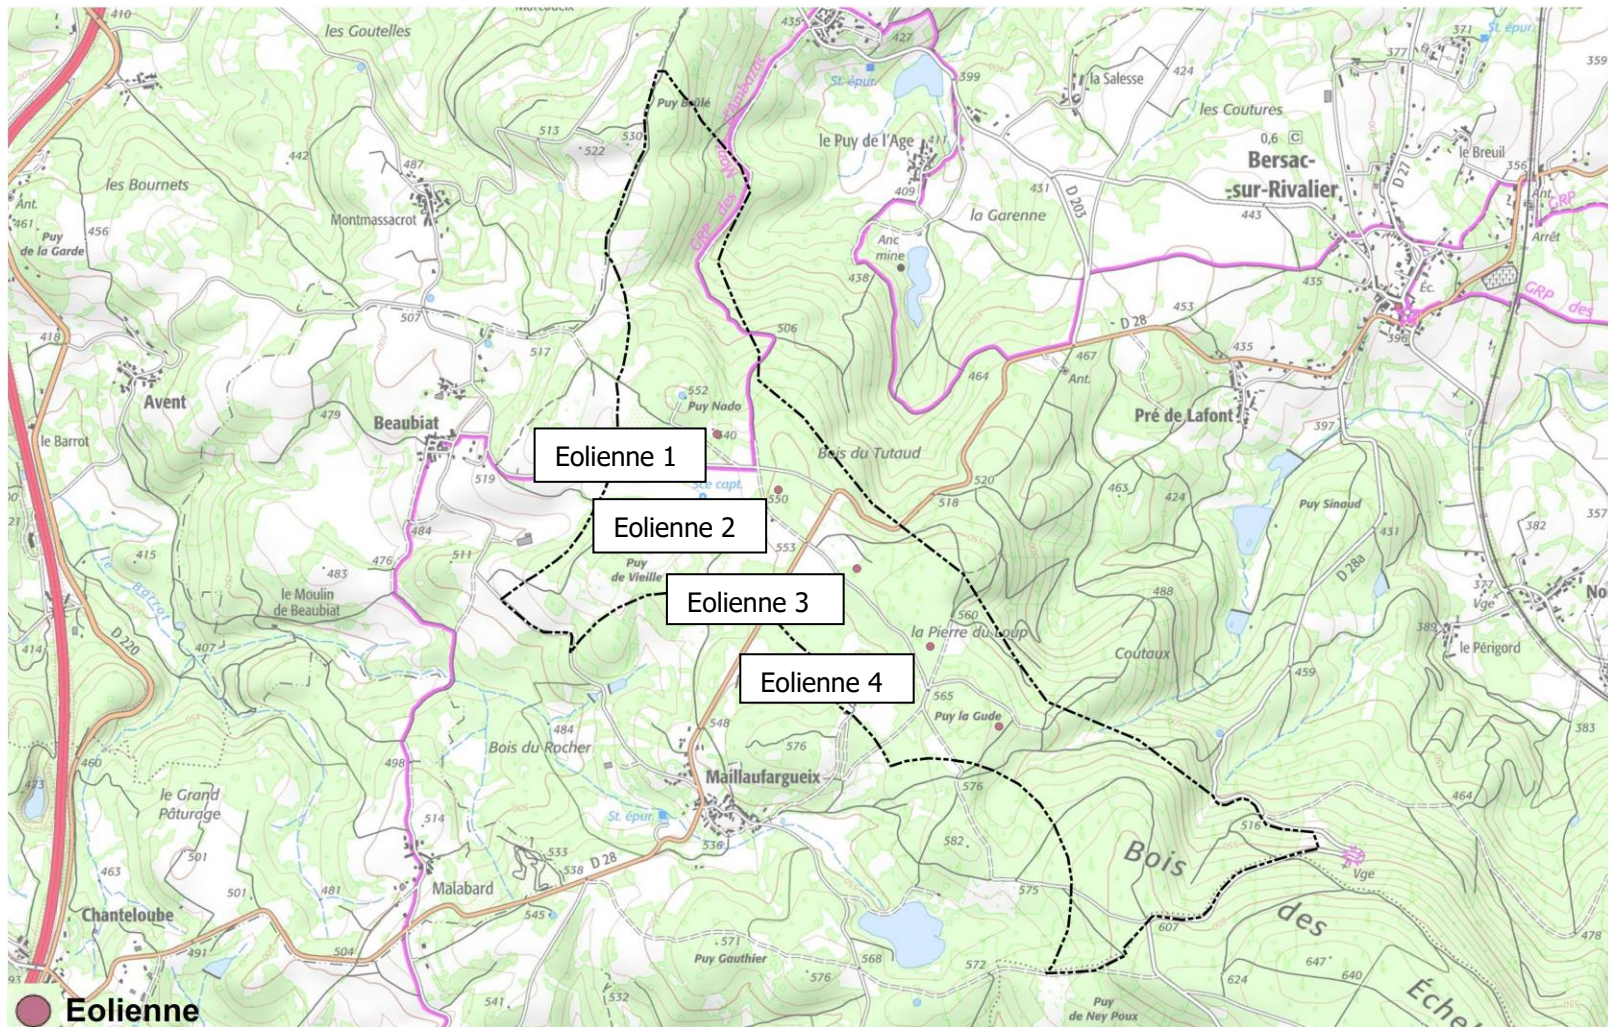 410
les Goutelles
435
427
St. épur.
399
la Salesse
424
377
371
St. épur.
359
les Coutures
Puy Brûlé
513
530
522
442
les Bournets
487
Montmassacrot
GRP des Monts d'Ambazac
le Puy de l'Age
411
409
431
D 203
0,6 C
Bersac-
-sur-Rivalier
D 27
le Breuil
356
Ant.
GRP
443
Arrêt
Ant.
461
456
Puy
de la Garde
la Garenne
Anc
mine
438
435
Éc.
GRP des
396
507
418
517
506
453
D 28
467
435
Ant.
464
Avent
479
552
Puy Nado
540
Beaubiat
le Barrot
519
Eolienne 1
Sce capt.
550
Bois du Tutaud
Pré de Lafont
397
520
518
463
424
Puy Sinaud
431
382
357
484
511
Eolienne 2
553
476
415
483
le Moulin
de Beaubiat
Puy
de Vieille
Eolienne 3
560
la Pierre du Loup
488
D 28a
377
Vge
389
le Périgord
414
D 220
407
Coutaux
459
Eolienne 4
565
Puy la Gude
383
484
548
576
Bois du Rocher
498
460
473
le Grand
Pâturage
Maillaufargueix
576
464
516
514
St. épur.
536
582
Bois
Vge
533
D 28
538
501
463
Malabard
501
481
545
575
607
des
478
Chanteloube
504
491
571
Puy Gauthier
568
572
576
624
647
640
541
532
Puy
de Ney Poux
Eolienne